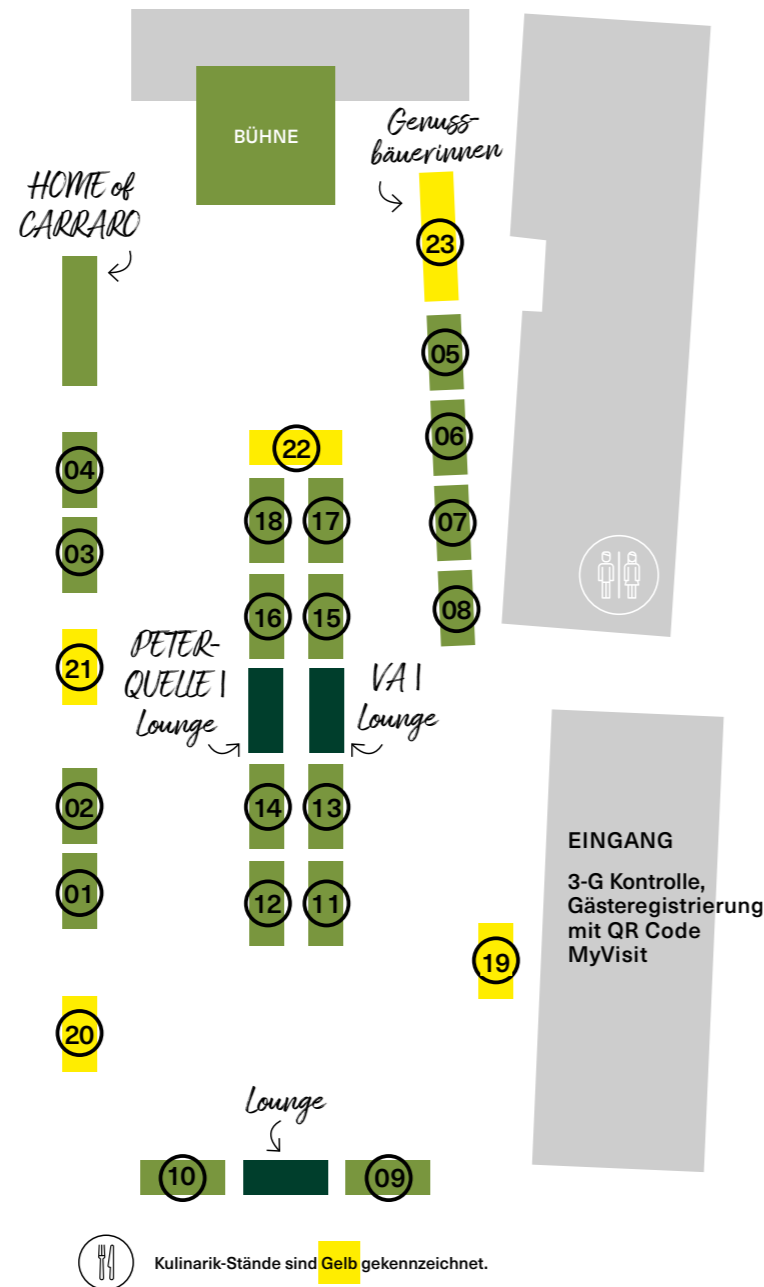 BÜHNE
Genuss-
bäuerinnen
HOME of
CARRARO
23
05
04
06
22
18
17
07
03
16
15
08
21
PETER-
QUELLE |
Lounge
VA |
Lounge
02
14
13
01
12
11
EINGANG
3-G Kontrolle,
Gästeregistrierung
mit QR Code
MyVisit
19
20
Lounge
10
09
Kulinarik-Stände sind Gelb gekennzeichnet.